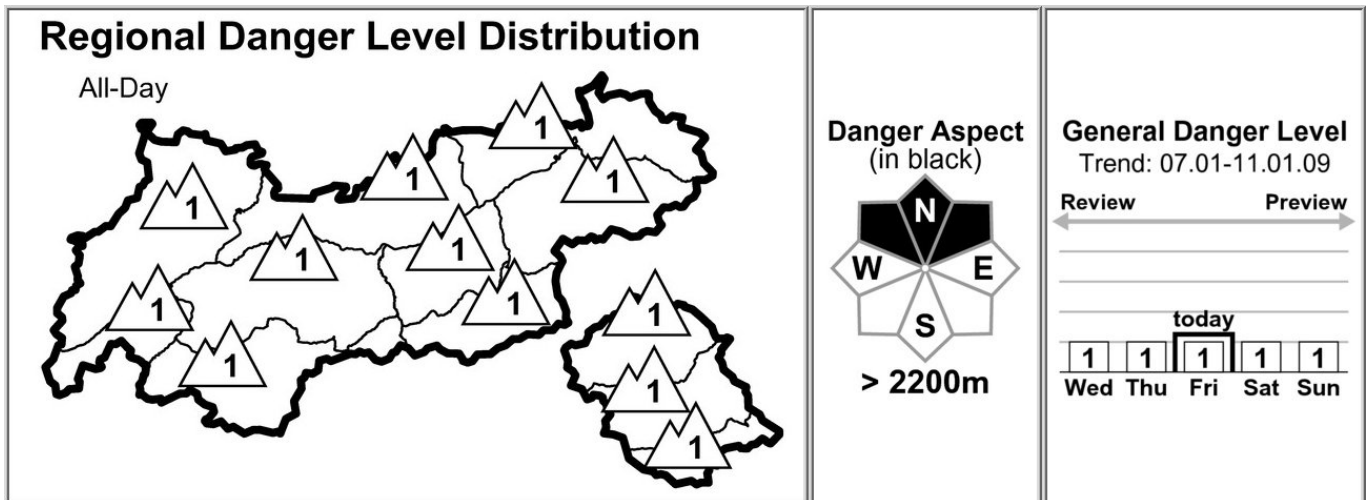 Regional Danger Level Distribution
All-Day
1
1
1
1
1
1
1
1
1
1
1
1
Danger Aspect
(in black)
N
W
E
S
> 2200m
General Danger Level
Trend: 07.01-11.01.09
Review Preview
today
1 1 1 1 1
Wed Thu Fri Sat Sun